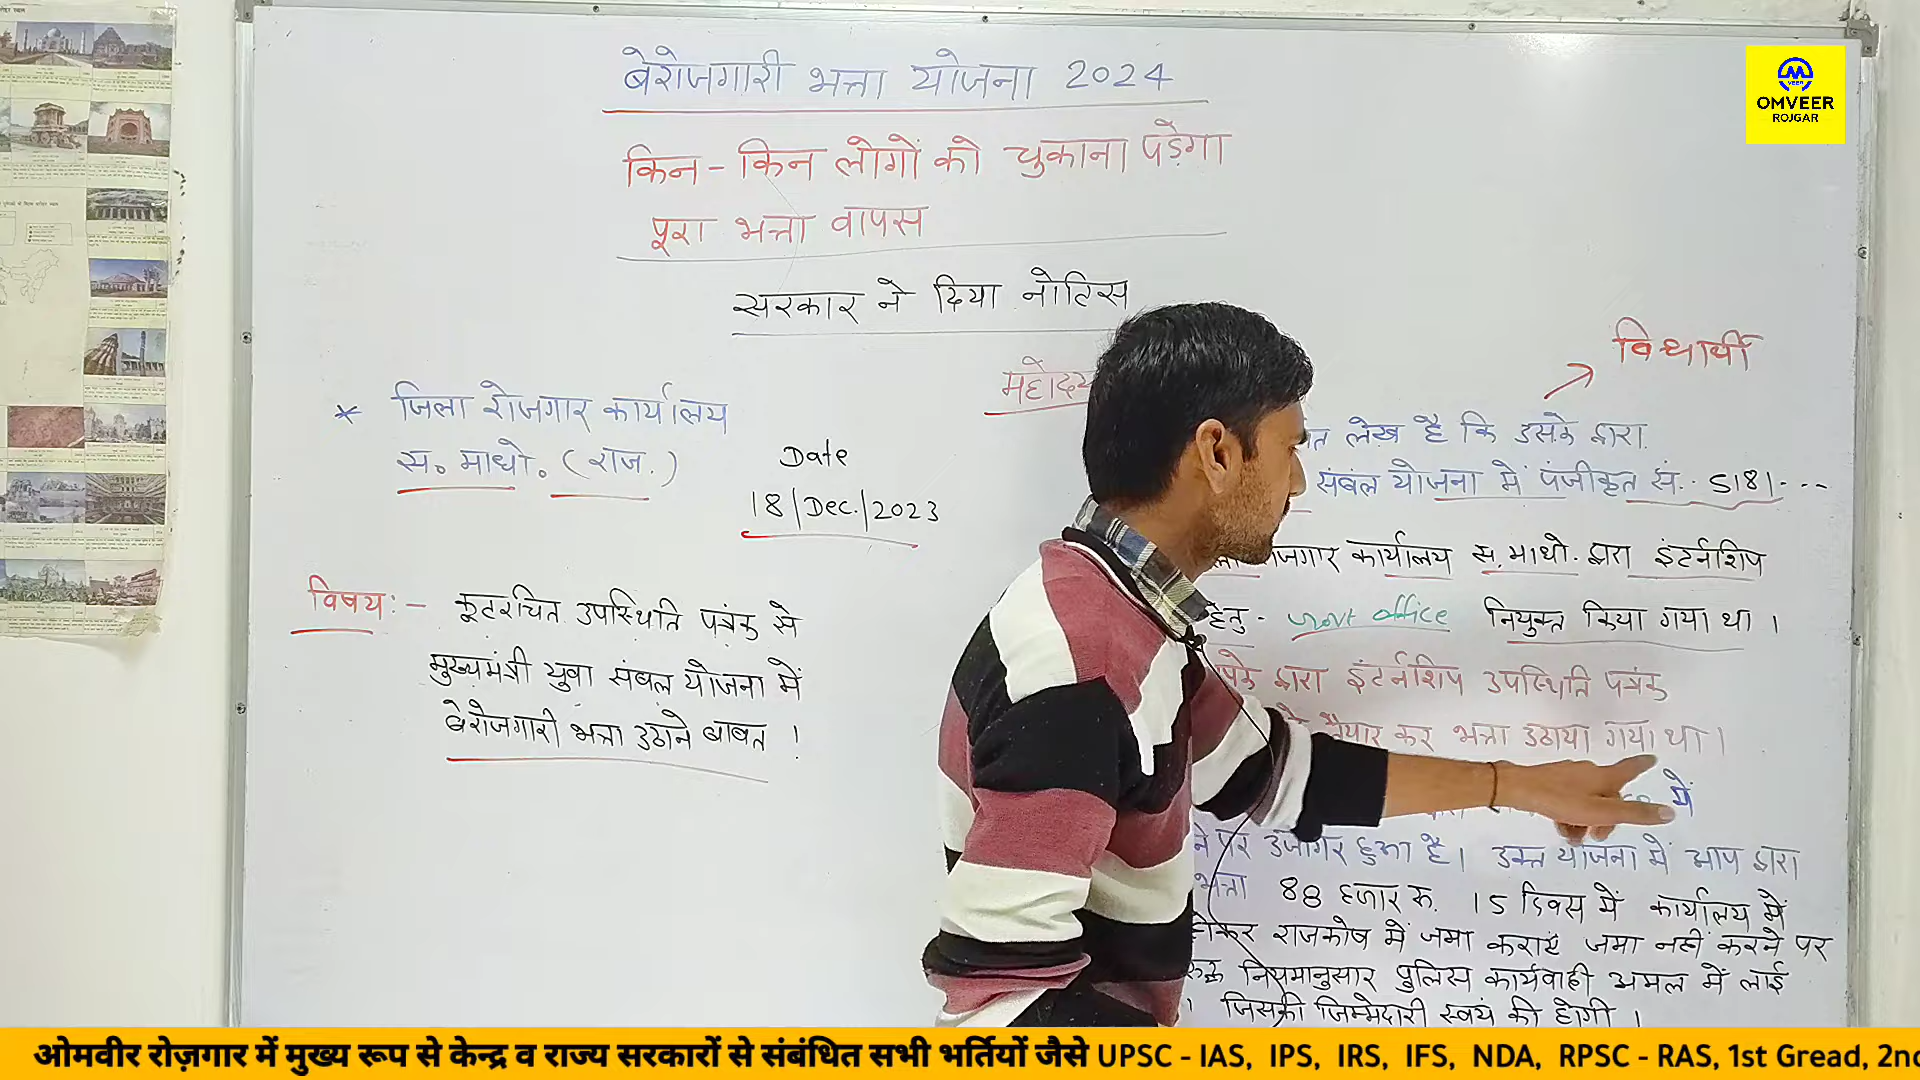 बेरोजगारी भत्ता योजना 2024
किन-किन लोगों को चुकाना पड़ेगा
पूरा भत्ता वापस
सरकार ने दिया नोटिस
OMVEER
ROJGAR
* जिला रोजगार कार्यालय
स॰ माधो॰ (राज.)
Date
18/Dec./2023
विषय:- कूटरचित उपस्थिति पत्रक से
मुख्यमंत्री युवा संबल योजना में
बेरोजगारी भत्ता उठाने बाबत।
विधार्थी
लेख है कि उसके द्वारा
संबल योजना में पंजीकृत सं.. S181---
कार्यालय स. माधो. द्वारा इंटर्नशिप
हेतु - Govt office नियुक्त किया गया था।
द्वारा इंटर्नशिप उपस्थिति पत्रक
तैयार कर भत्ता उठाया गया था।
में
पर उजागर हुआ है। उक्त योजना में आप द्वारा
भत्ता 88 हजार रु. 15 दिवस में कार्यालय में
राजकोष में जमा कराएं जमा नहीं करने पर
नियमानुसार पुलिस कार्यवाही अमल में लाई
। जिसकी जिम्मेदारी स्वयं की होगी।
ओमवीर रोज़गार में मुख्य रूप से केन्द्र व राज्य सरकारों से संबंधित सभी भर्तियों जैसे UPSC - IAS, IPS, IRS, IFS, NDA, RPSC - RAS, 1st Gread, 2nd